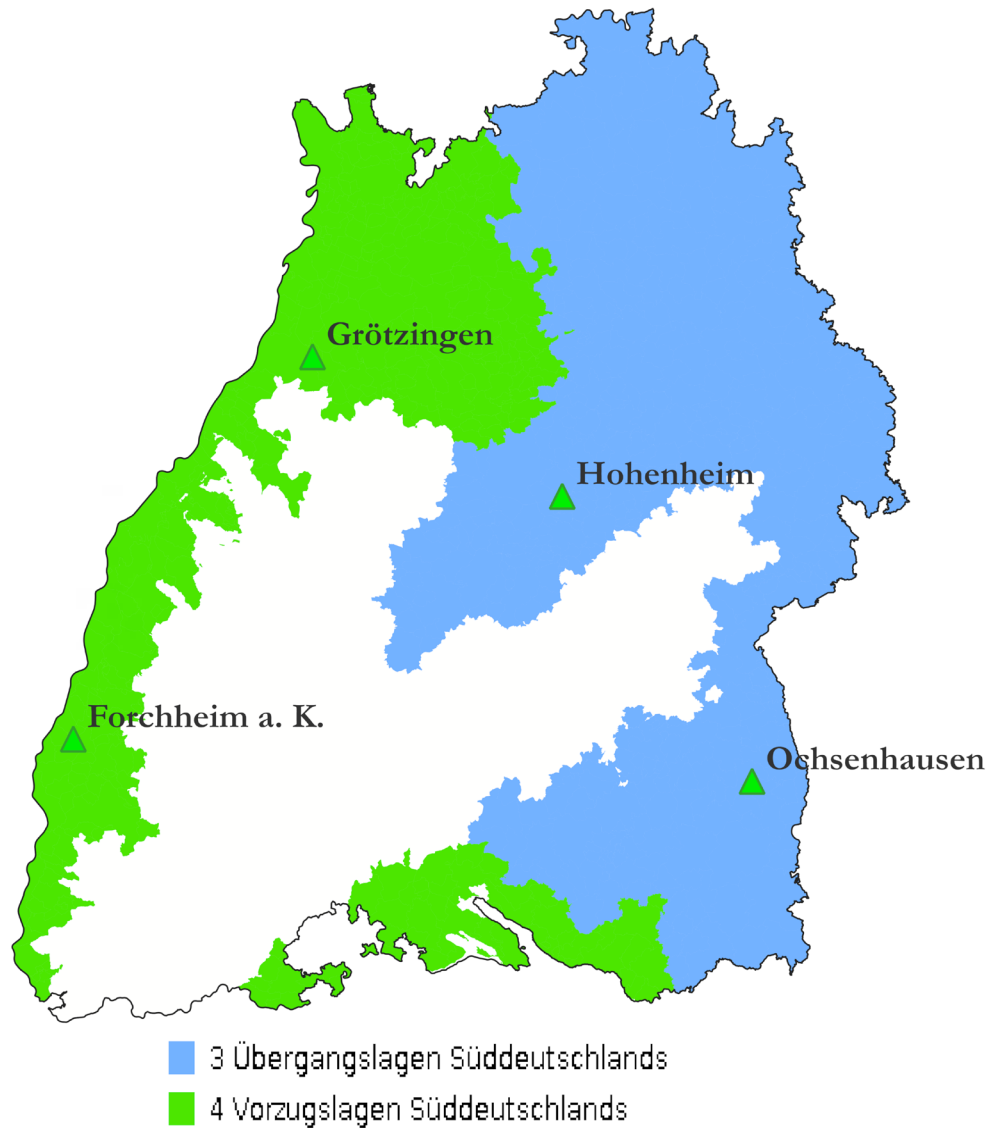 Grötzingen
Hohenheim
Forchheim a. K.
Ochsenhausen
3 Übergangslagen Süddeutschlands
4 Vorzugslagen Süddeutschlands